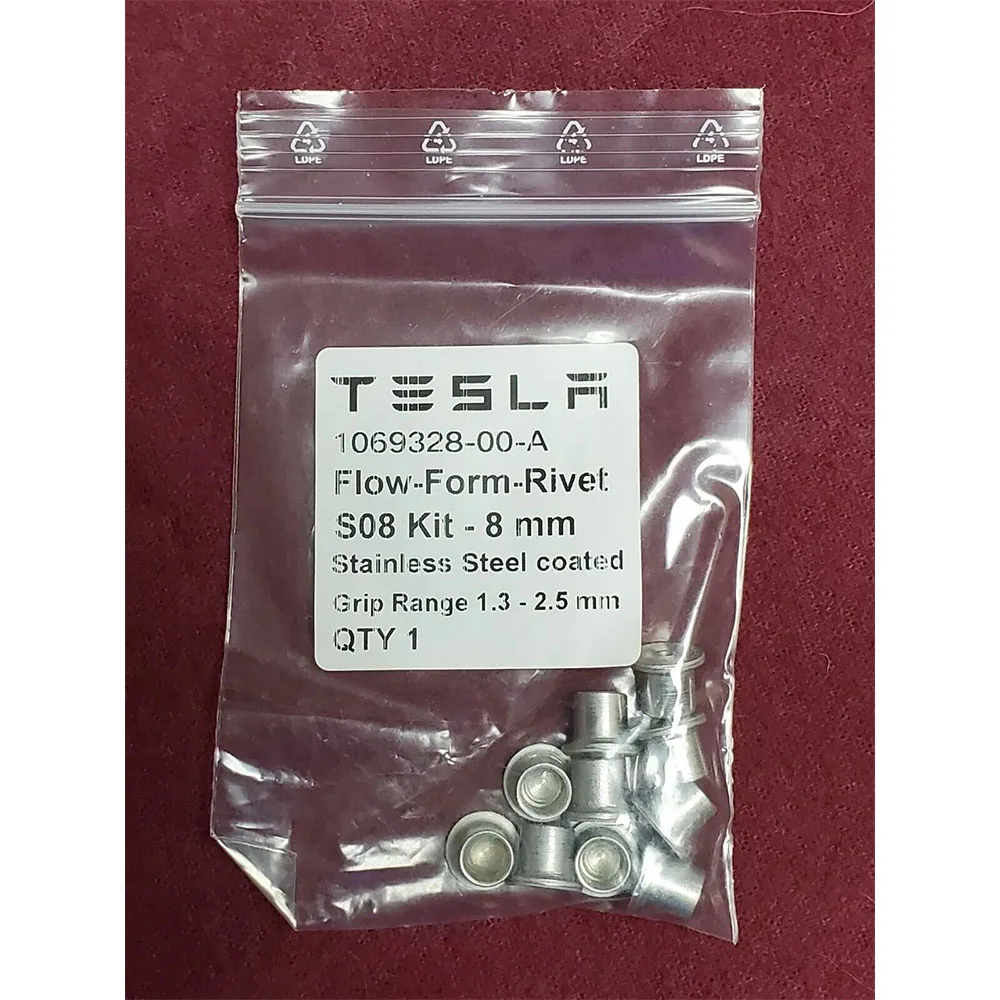 LDPE LDPE LDPE LDPE
TESLA
1069328-00-A
Flow-Form-Rivet
S08 Kit - 8 mm
Stainless Steel coated
Grip Range 1.3 - 2.5 mm
QTY 1